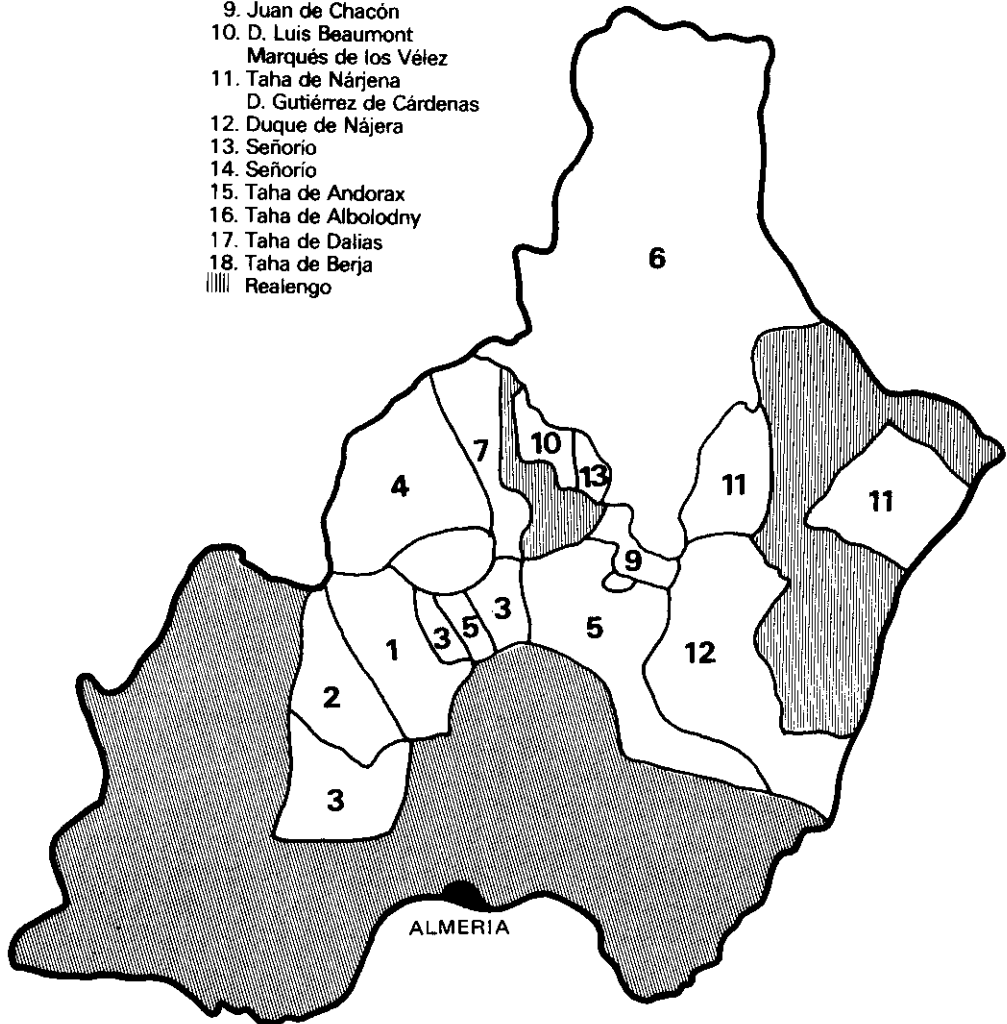 9. Juan de Chacón
10. D. Luis Beaumont
Marqués de los Vélez
11. Taha de Nárjena
D. Gutiérrez de Cárdenas
12. Duque de Nájera
13. Señorío
14. Señorío
15. Taha de Andorax
16. Taha de Albolodny
17. Taha de Dalias
18. Taha de Berja
Realengo
6
10
7
13
4
11
11
9
3
3
5
5
1
12
2
3
ALMERIA